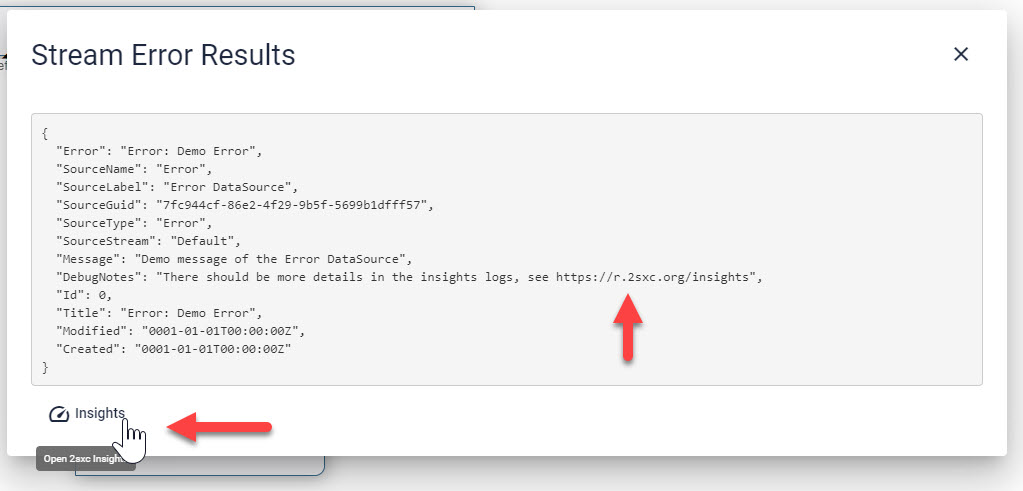 Stream Error Results
{
"Error": "Error: Demo Error",
"SourceName": "Error",
"SourceLabel": "Error DataSource",
"SourceGuid": "7fc944cf-86e2-4f29-9b5f-5699b1dfff57",
"SourceType": "Error",
"SourceStream": "Default",
"Message": "Demo message of the Error DataSource",
"DebugNotes": "There should be more details in the insights logs, see https://r.2sxc.org/insights",
"Id": 0,
"Title": "Error: Demo Error",
"Modified": "0001-01-01T00:00:00Z",
"Created": "0001-01-01T00:00:00Z"
}
Insights
Open 2sxc